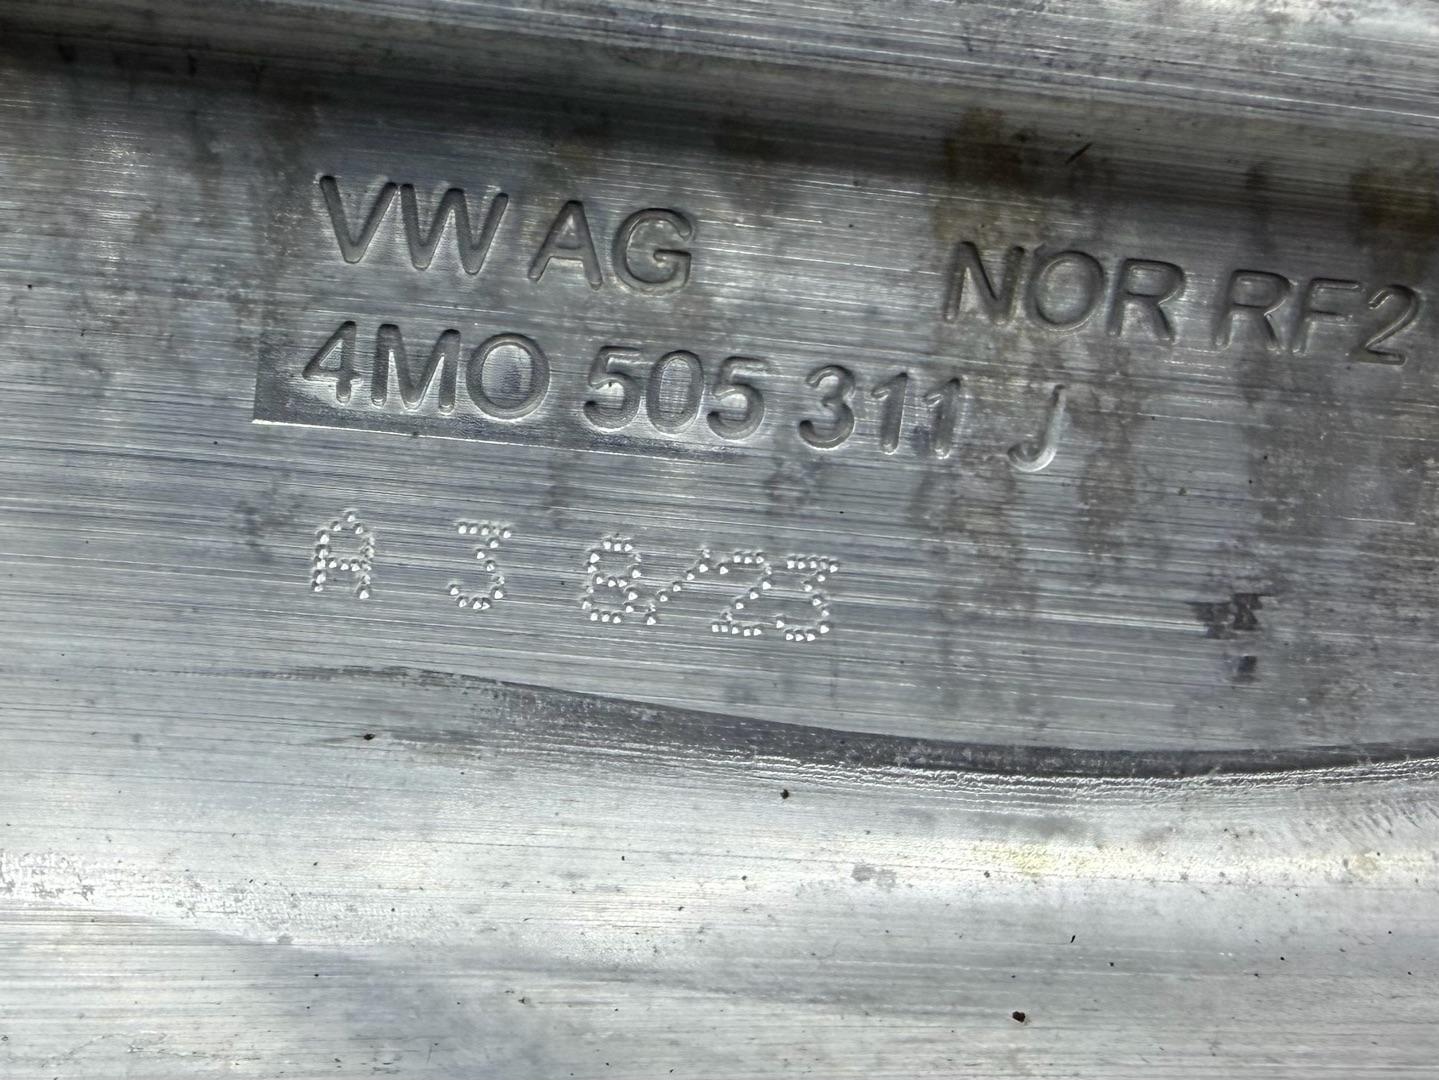 VW AG NOR RF2
4M0 505 311 J
A J 8/23